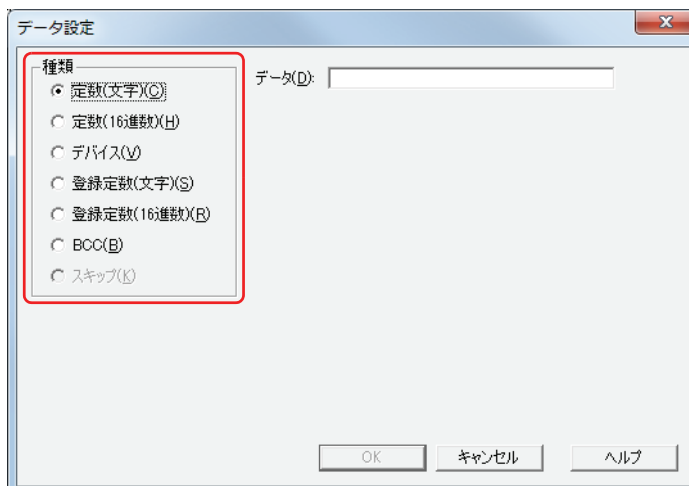 データ設定
種類
定数(文字)(C)
データ(D):
定数(16進数)(H)
デバイス(V)
登録定数(文字)(S)
登録定数(16進数)(R)
BCC(B)
スキップ(K)
OK キャンセル ヘルプ